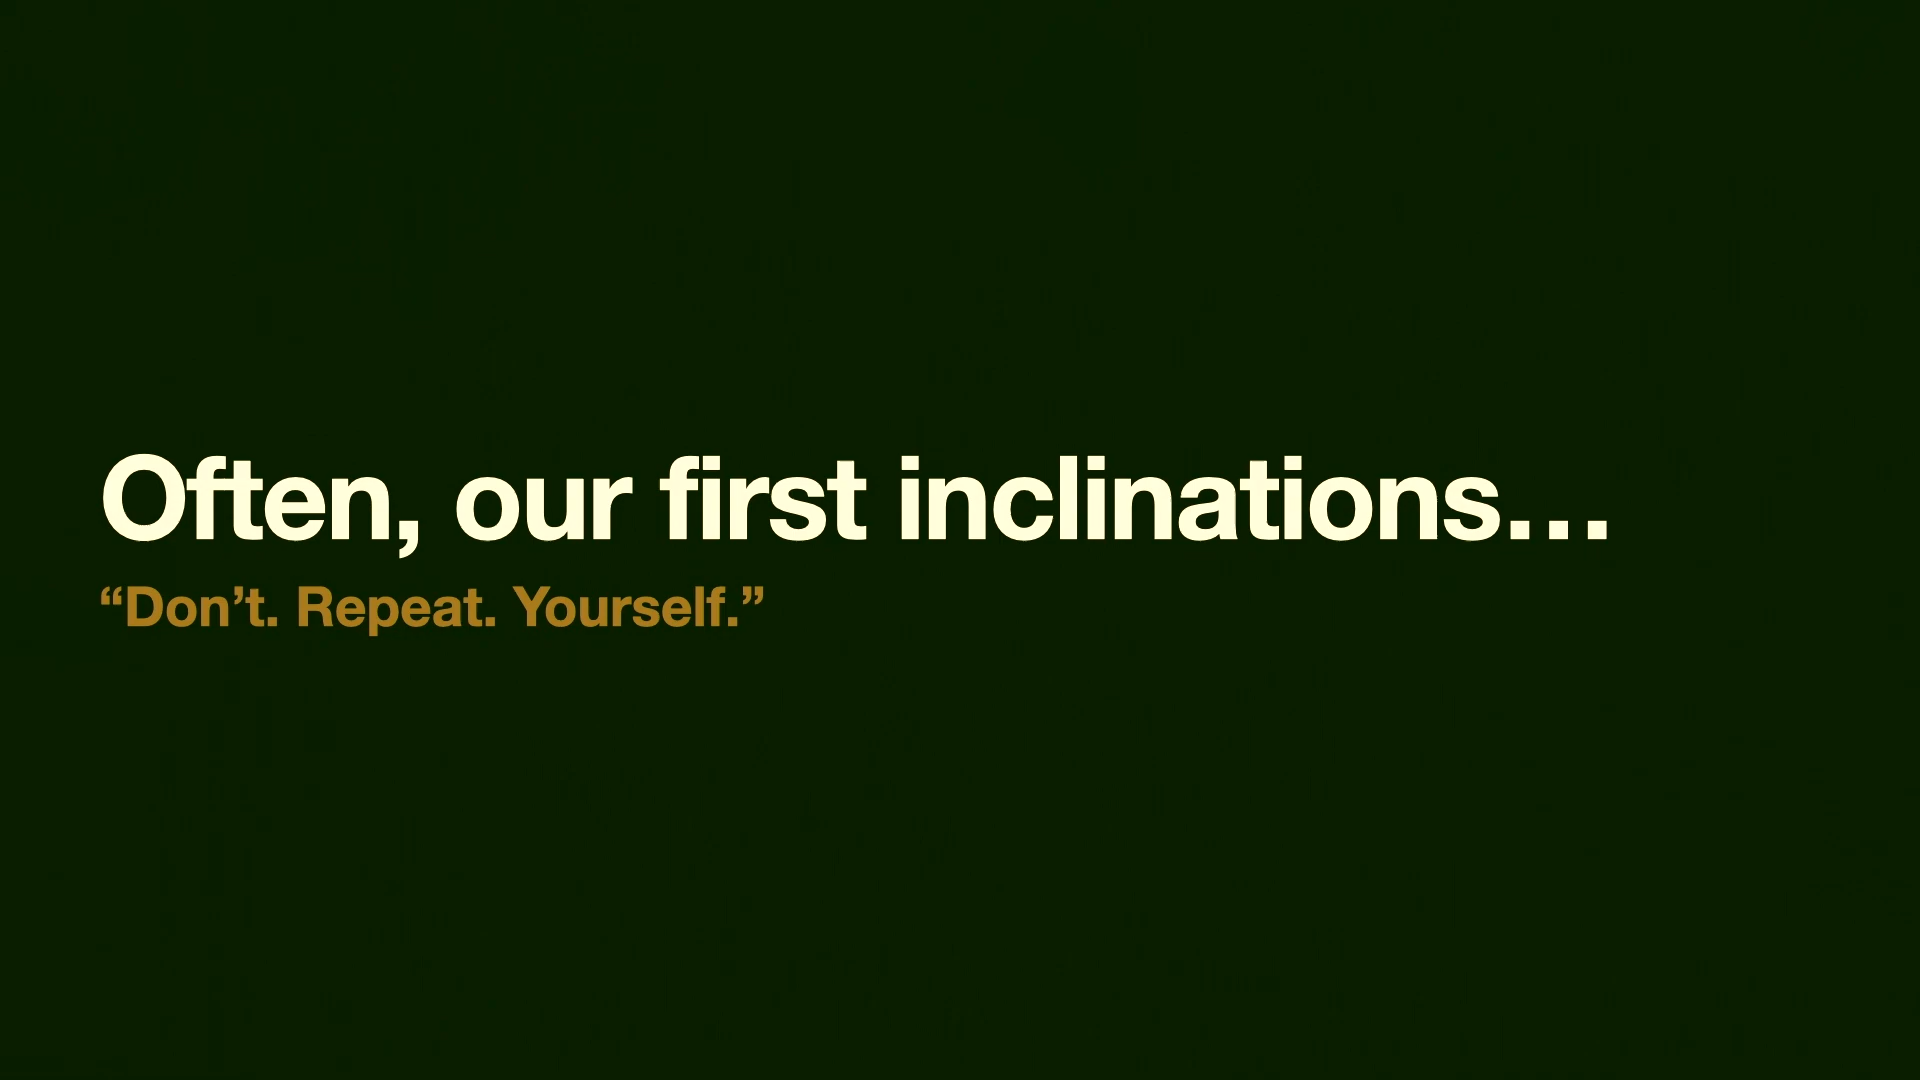 Often, our first inclinations…
“Don’t. Repeat. Yourself.”